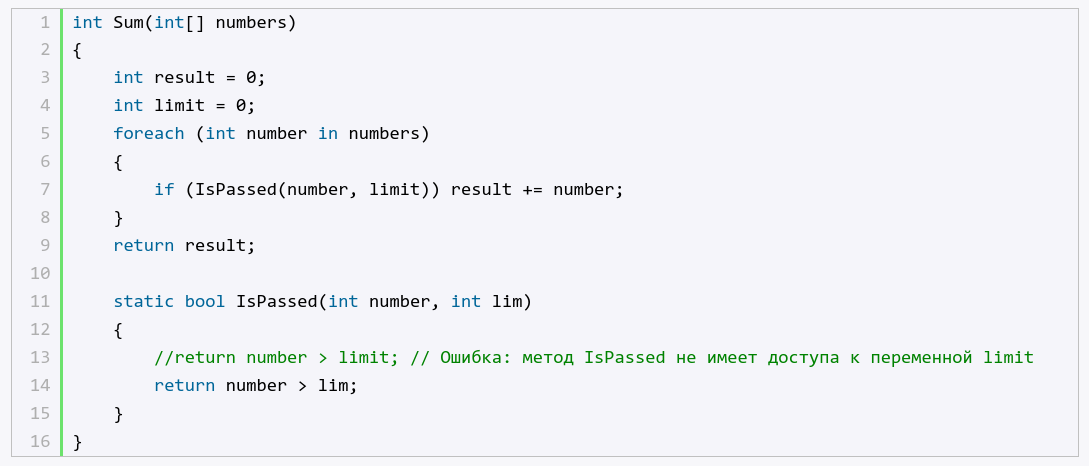 1 int Sum(int[] numbers)
2 {
3     int result = 0;
4     int limit = 0;
5     foreach (int number in numbers)
6     {
7         if (IsPassed(number, limit)) result += number;
8     }
9     return result;
10
11     static bool IsPassed(int number, int lim)
12     {
13         //return number > limit; // Ошибка: метод IsPassed не имеет доступа к переменной limit
14         return number > lim;
15     }
16 }